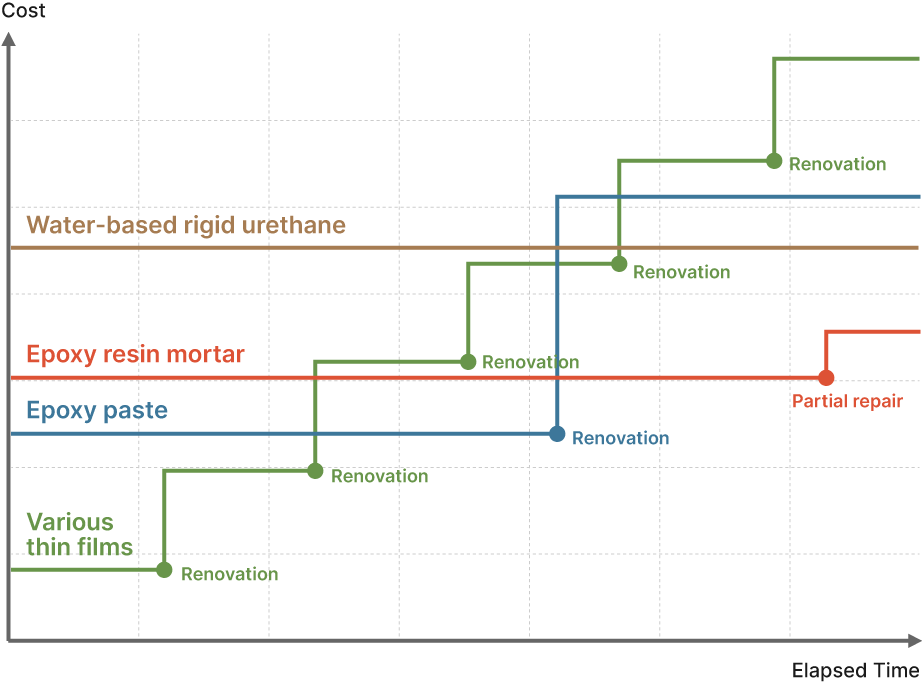 Cost
Renovation
Water-based rigid urethane
Renovation
Epoxy resin mortar
Renovation
Partial repair
Epoxy paste
Renovation
Renovation
Various
thin films
Renovation
Elapsed Time